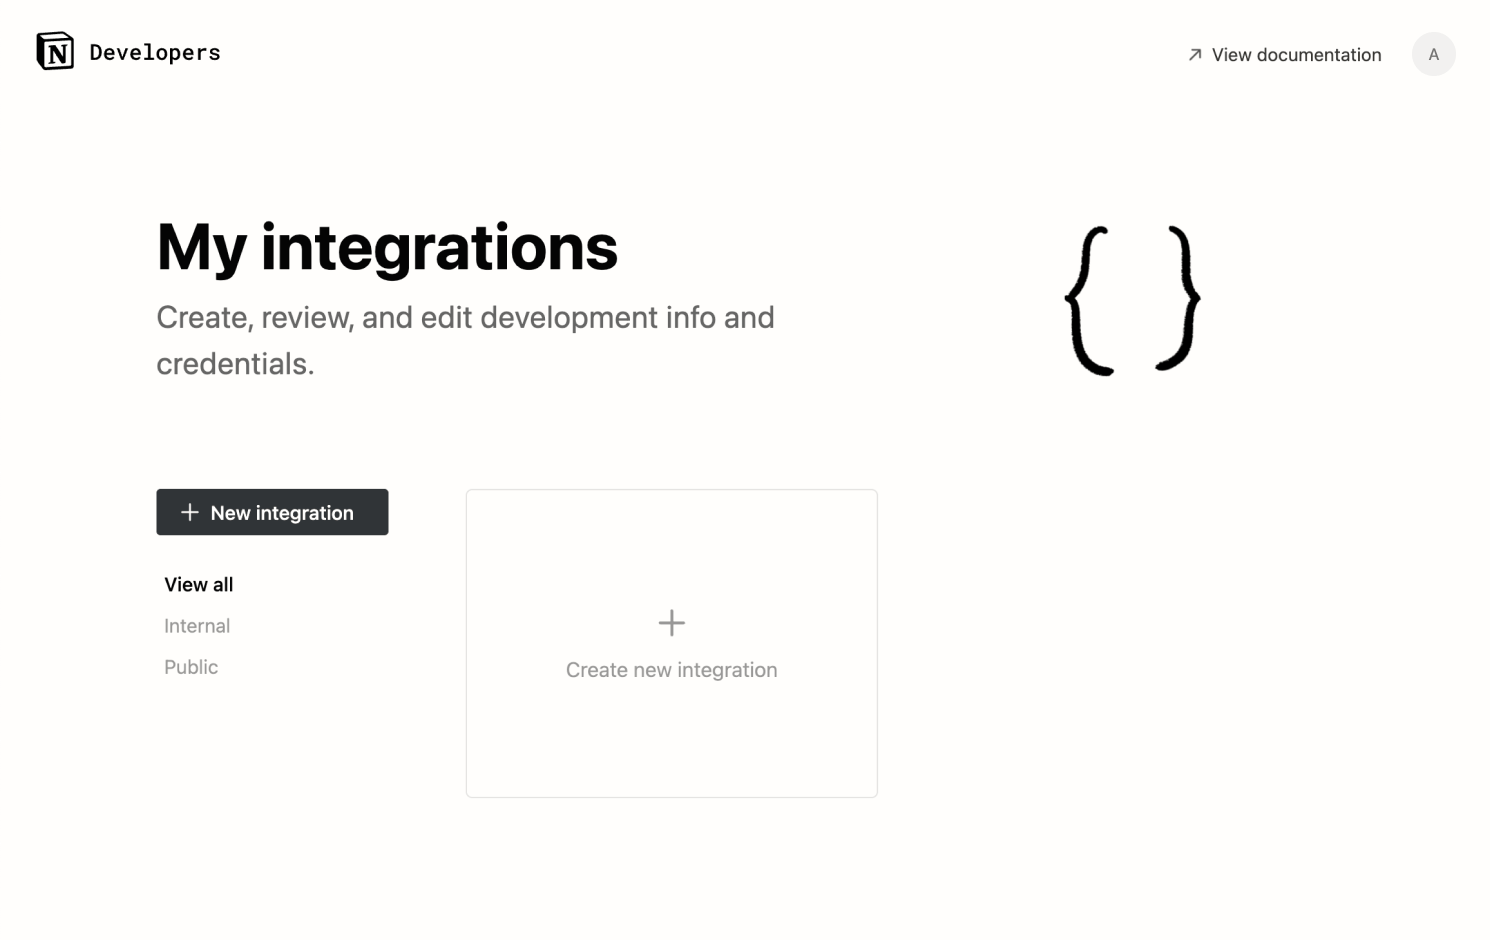 N Developers
View documentation
A
My integrations
Create, review, and edit development info and
credentials.
{ }
New integration
View all
Internal
Public
Create new integration